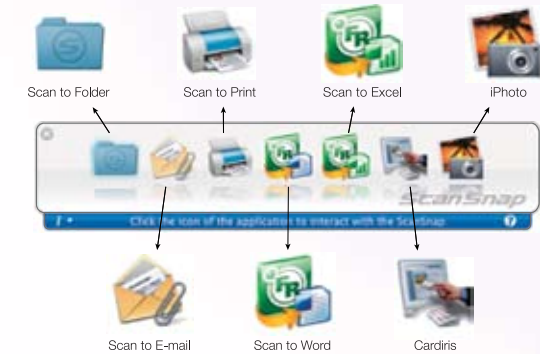 Scan to Folder
Scan to Print
Scan to Excel
iPhoto
ScanSnap
Click the icon of the application to interact with the ScanSnap
Scan to E-mail
Scan to Word
Cardiris